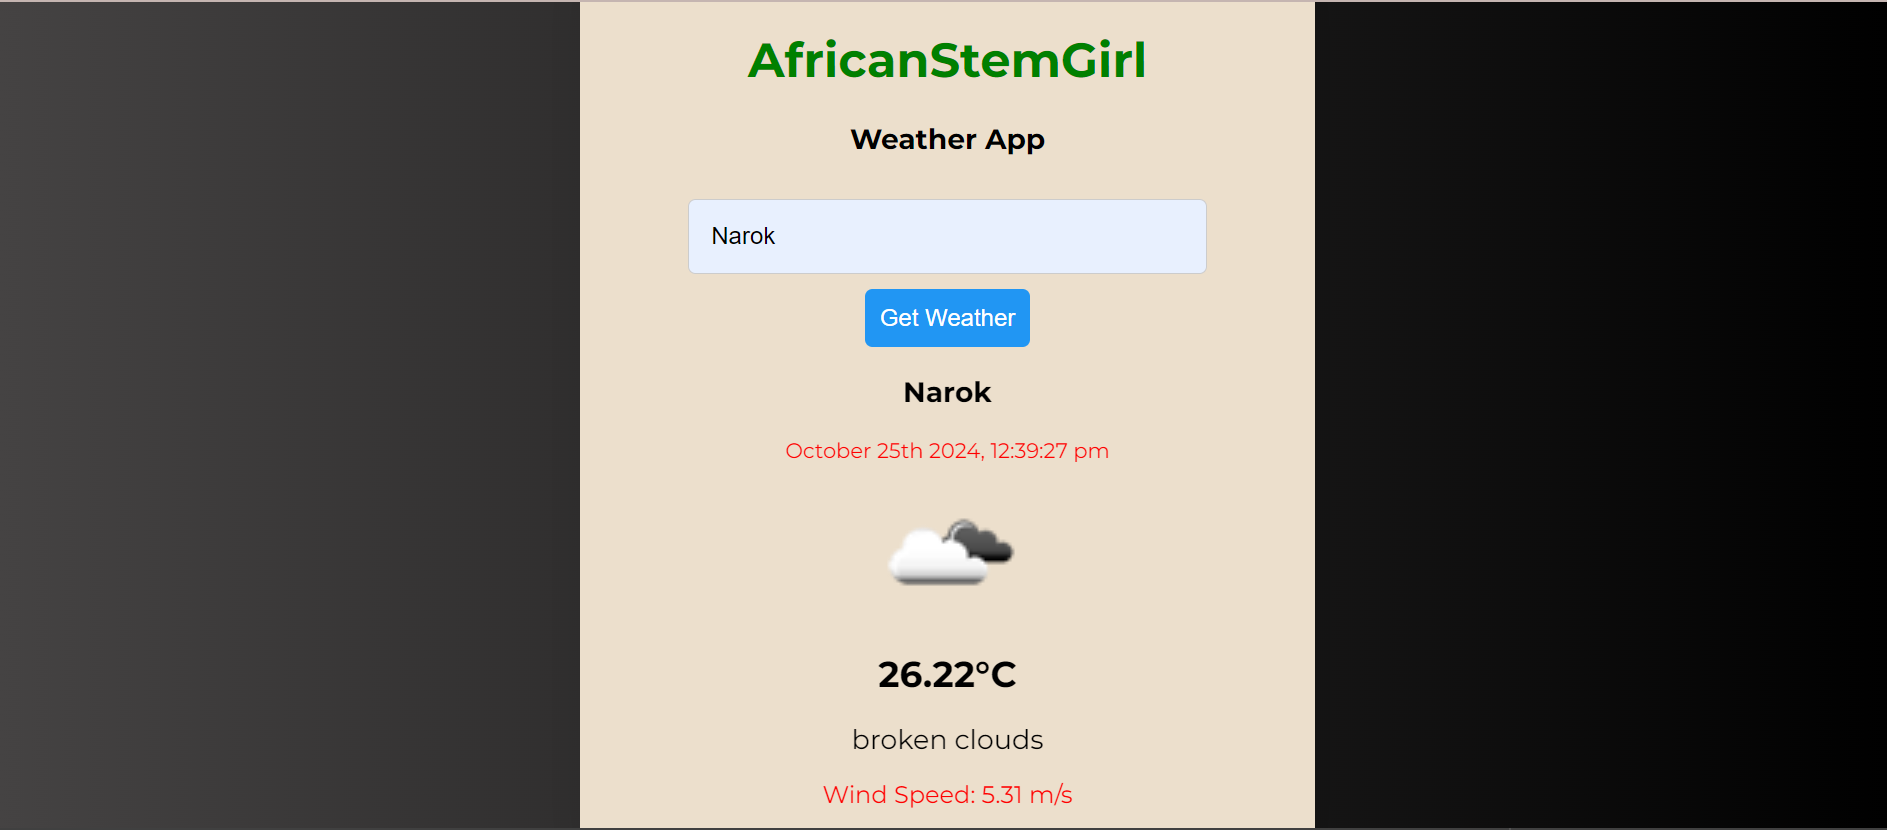 AfricanStemGirl
Weather App
Narok
Get Weather
Narok
October 25th 2024, 12:39:27 pm
26.22°C
broken clouds
Wind Speed: 5.31 m/s